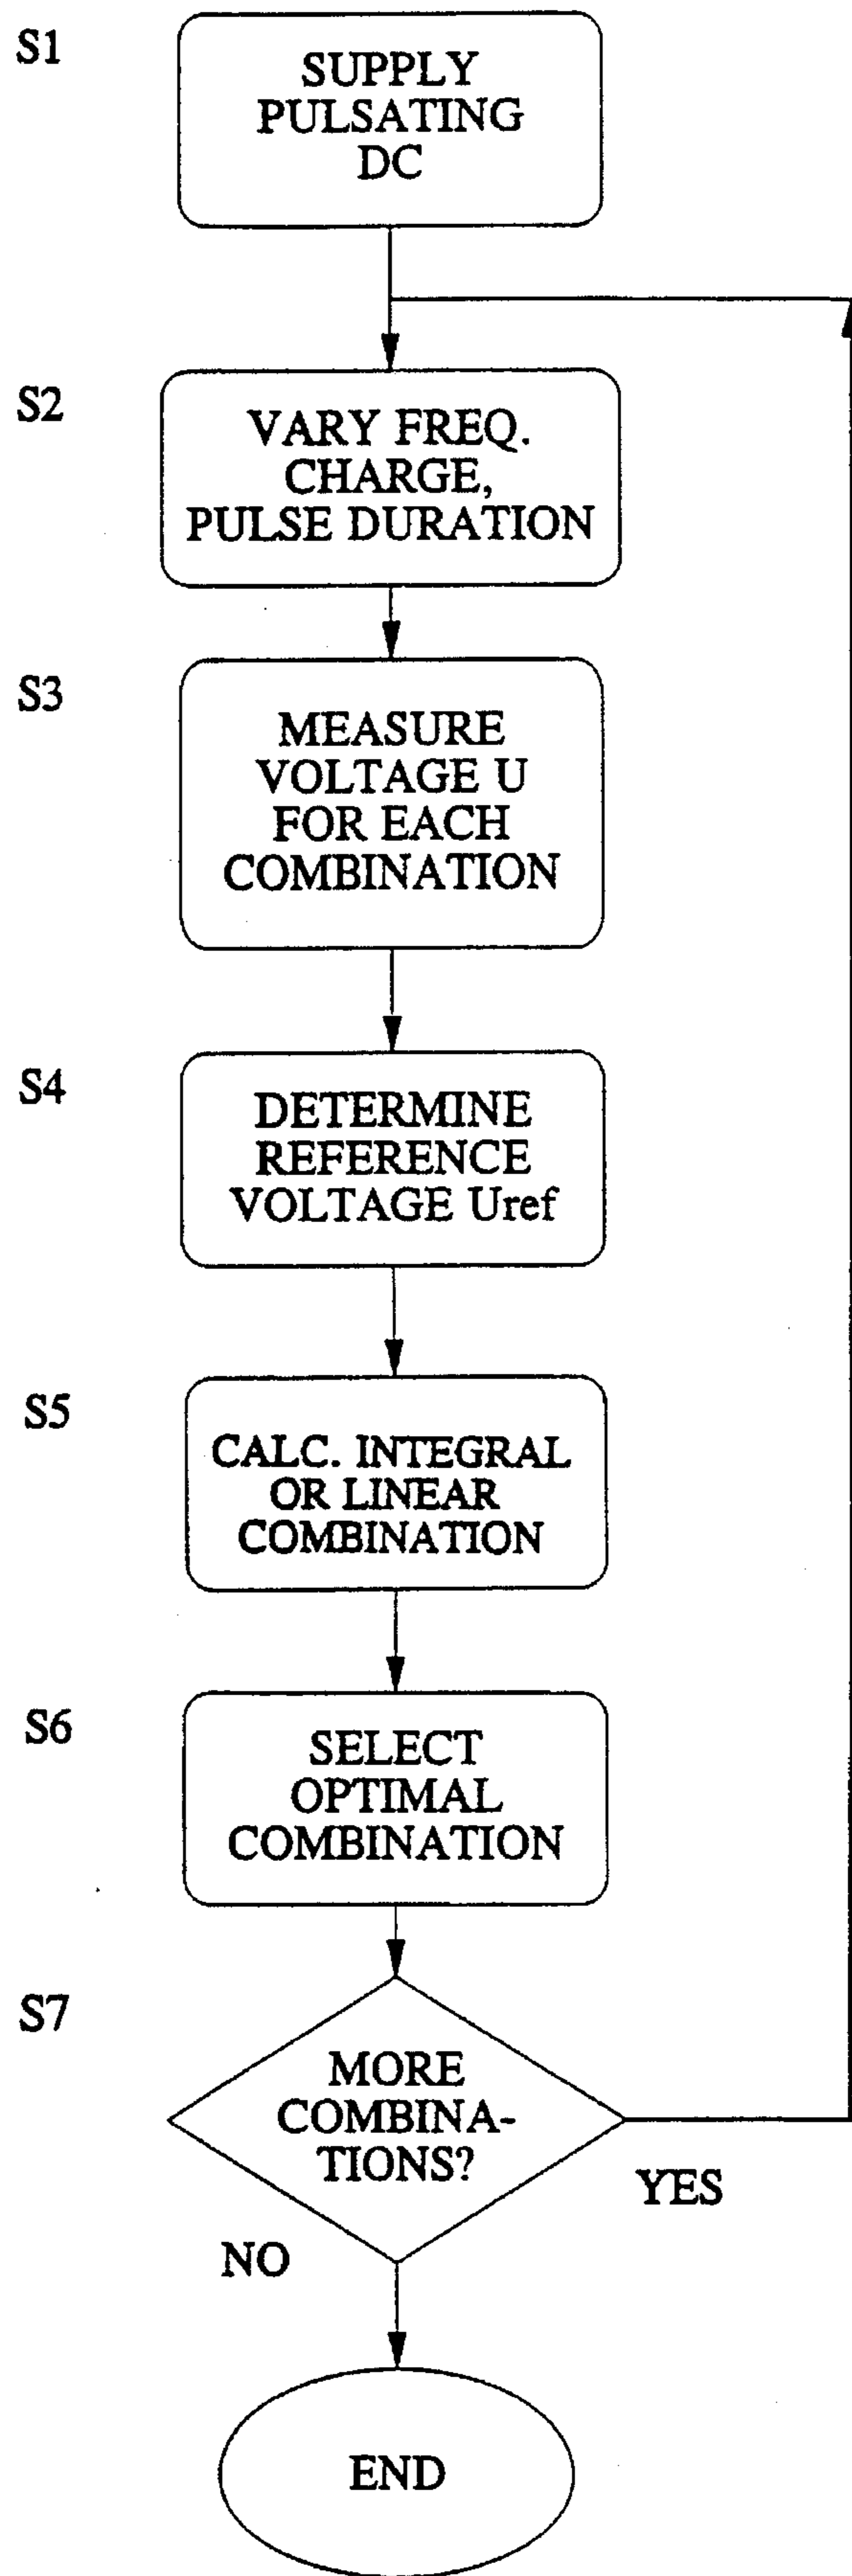 S1
SUPPLY
PULSATING
DC
S2
VARY FREQ.
CHARGE,
PULSE DURATION
S3
MEASURE
VOLTAGE U
FOR EACH
COMBINATION
S4
DETERMINE
REFERENCE
VOLTAGE Uref
S5
CALC. INTEGRAL
OR LINEAR
COMBINATION
S6
SELECT
OPTIMAL
COMBINATION
S7
MORE
COMBINA-
TIONS?
YES
NO
END